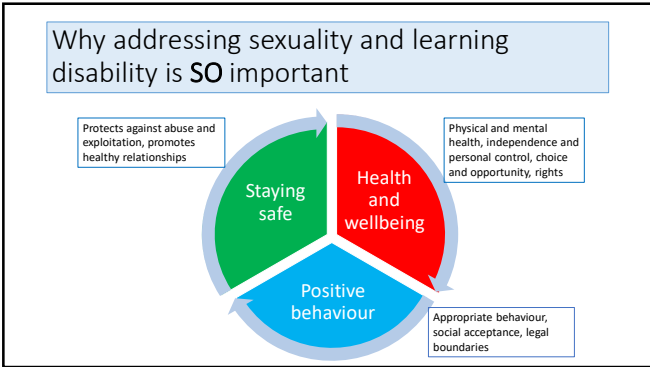 Why addressing sexuality and learning
disability is SO important
Protects against abuse and
exploitation, promotes
healthy relationships
Physical and mental
health, independence and
personal control, choice
and opportunity, rights
Staying
safe
Health
and
wellbeing
Positive
behaviour
Appropriate behaviour,
social acceptance, legal
boundaries